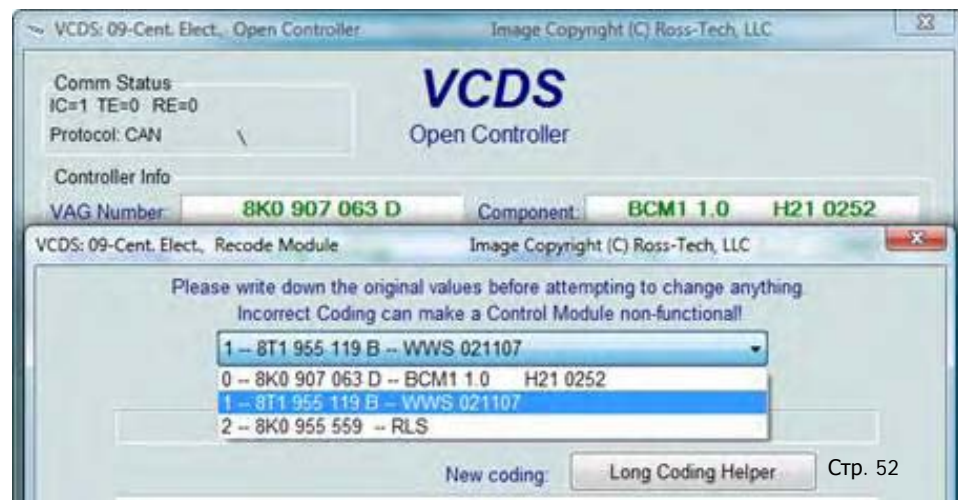 VCDS: 09-Cent. Elect., Open Controller Image Copyright (C) Ross-Tech, LLC
Comm Status
IC=1 TE=0 RE=0
Protocol: CAN \
VCDS
Open Controller
Controller Info
VAG Number: 8K0 907 063 D Component: BCM1 1.0 H21 0252
VCDS: 09-Cent. Elect., Recode Module Image Copyright (C) Ross-Tech, LLC
Please write down the original values before attempting to change anything.
Incorrect Coding can make a Control Module non-functional!
1 -- 8T1 955 119 B -- WWS 021107
0 -- 8K0 907 063 D -- BCM1 1.0 H21 0252
1 -- 8T1 955 119 B -- WWS 021107
2 -- 8K0 955 559 -- RLS
New coding: Long Coding Helper Стр. 52